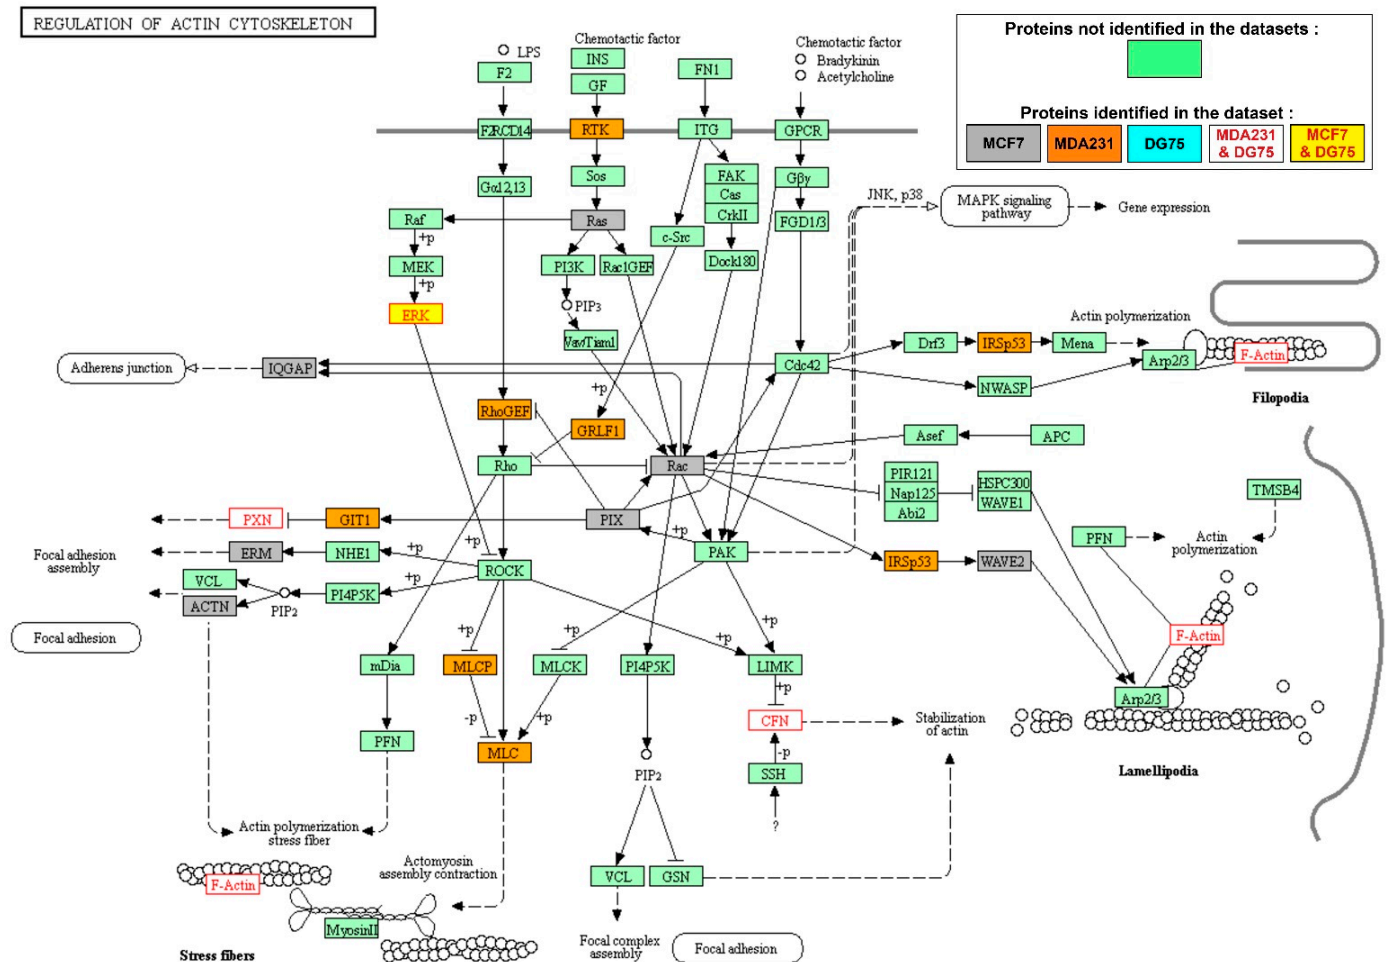 REGULATION OF ACTIN CYTOSKELETON
Proteins not identified in the datasets :
Proteins identified in the dataset :
MCF7
MDA231
DG75
MDA231
& DG75
MCF7
& DG75
LPS
Chemotactic factor
Chemotactic factor
Bradykinin
Acetylcholine
F2
INS
GF
FN1
F2RCD14
RTK
ITG
GPCR
Gα12,13
Sos
FAK
Cas
CrkII
Gβγ
JNK, p38
MAPK signaling
pathway
Gene expression
Raf
Ras
c-Src
FGD1/3
+p
MEK
PI3K
Rac1GEF
Dock180
+p
ERK
PIP3
Vav/Tiam1
Actin polymerization
Drf3
IRSp53
Mena
Arp2/3
F-Actin
Adherens junction
IQGAP
Cdc42
NWASP
Filopodia
+p
RhoGEF
GRLF1
Asef
APC
Rho
Rac
PIR121
Nap125
Abi2
HSPC300
WAVE1
TMSB4
PXN
GIT1
PIX
+p
PFN
Actin
polymerization
Focal adhesion
assembly
ERM
NHE1
+p
+p
ROCK
PAK
IRSp53
WAVE2
VCL
ACTN
PIP2
PI4P5K
+p
Focal adhesion
+p
+p
+p
+p
F-Actin
mDia
MLCP
MLCK
PI4P5K
LIMK
Arp2/3
-p
+p
+p
CFN
Stabilization
of actin
PFN
MLC
-p
PIP2
SSH
Lamellipodia
?
Actin polymerization
stress fiber
Actomyosin
assembly contraction
F-Actin
VCL
GSN
MyosinII
Stress fibers
Focal complex
assembly
Focal adhesion